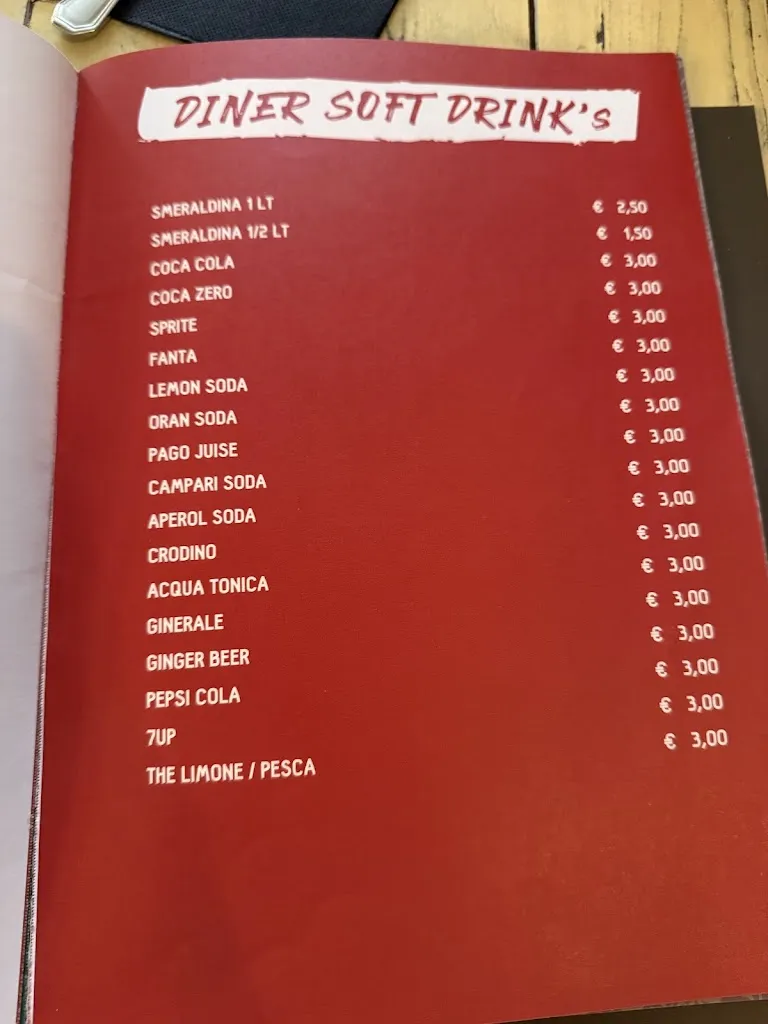 DINER SOFT DRINK's
SMERALDINA 1 LT € 2,50
SMERALDINA 1/2 LT € 1,50
COCA COLA € 3,00
COCA ZERO € 3,00
SPRITE € 3,00
FANTA € 3,00
LEMON SODA € 3,00
ORAN SODA € 3,00
PAGO JUISE € 3,00
CAMPARI SODA € 3,00
APEROL SODA € 3,00
CRODINO € 3,00
ACQUA TONICA € 3,00
GINERALE € 3,00
GINGER BEER € 3,00
PEPSI COLA € 3,00
7UP € 3,00
THE LIMONE / PESCA € 3,00